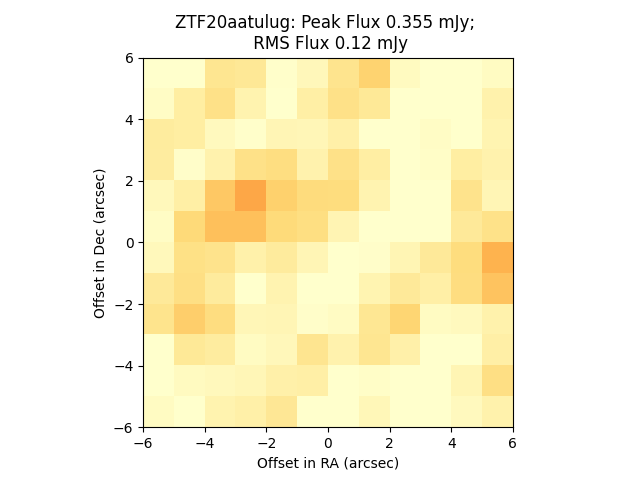 ZTF20aatulug: Peak Flux 0.355 mJy;
RMS Flux 0.12 mJy
6
4
2
0
−2
−4
−6
Offset in Dec (arcsec)
−6 −4 −2 0 2 4 6
Offset in RA (arcsec)